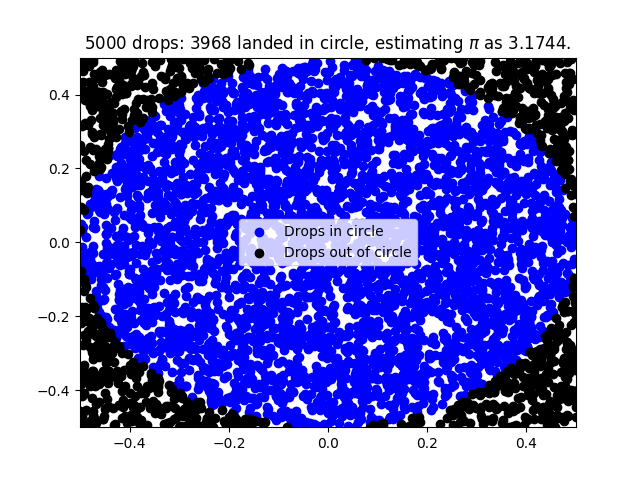 5000 drops: 3968 landed in circle, estimating π as 3.1744.
0.4
0.2
0.0
−0.2
−0.4
Drops in circle
Drops out of circle
−0.4 −0.2 0.0 0.2 0.4